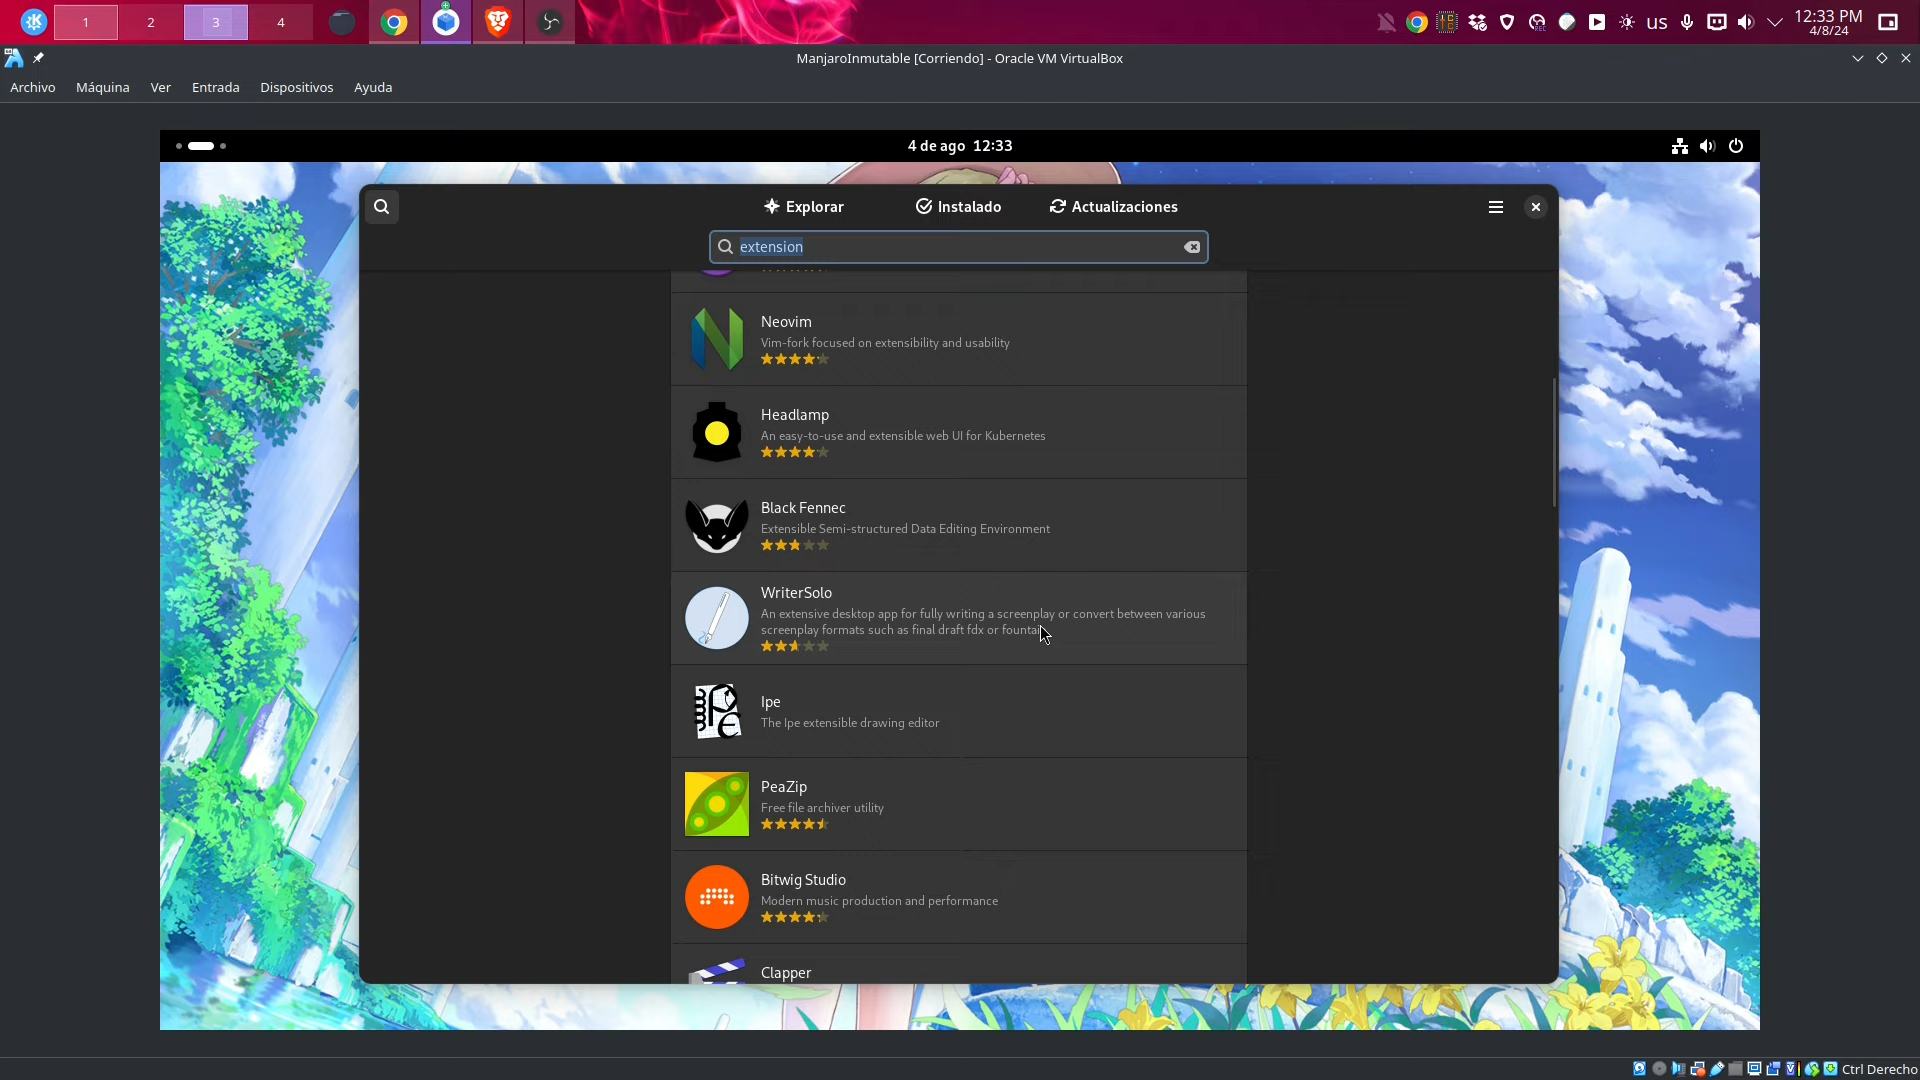 1 2 3 4 us 12:33 PM
4/8/24
ManjaroInmutable [Corriendo] - Oracle VM VirtualBox
Archivo Máquina Ver Entrada Dispositivos Ayuda
4 de ago 12:33
Explorar Instalado Actualizaciones
extension
Neovim
Vim-fork focused on extensibility and usability
Headlamp
An easy-to-use and extensible web UI for Kubernetes
Black Fennec
Extensible Semi-structured Data Editing Environment
WriterSolo
An extensive desktop app for fully writing a screenplay or convert between various
screenplay formats such as final draft fdx or fountain
Ipe
The Ipe extensible drawing editor
PeaZip
Free file archiver utility
Bitwig Studio
Modern music production and performance
Clapper
Ctrl Derecho